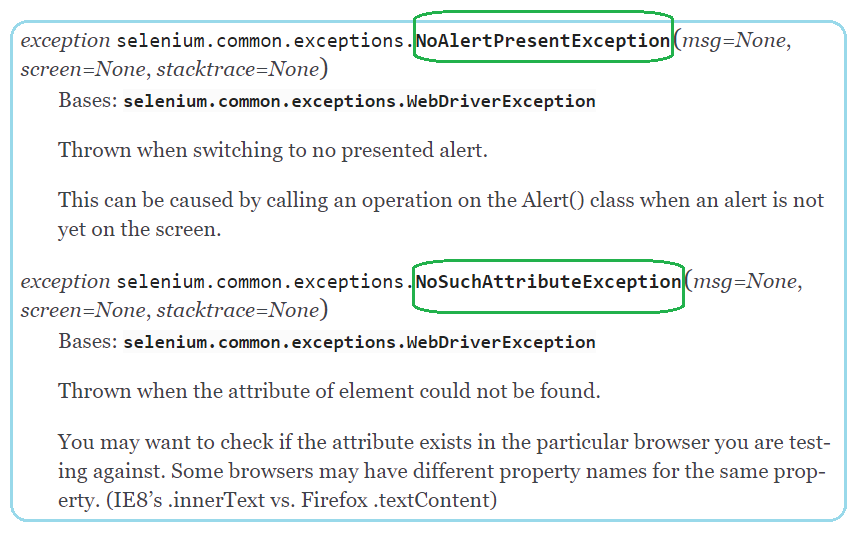 exception selenium.common.exceptions.NoAlertPresentException(msg=None,
screen=None, stacktrace=None)
Bases: selenium.common.exceptions.WebDriverException
Thrown when switching to no presented alert.
This can be caused by calling an operation on the Alert() class when an alert is not
yet on the screen.
exception selenium.common.exceptions.NoSuchAttributeException(msg=None,
screen=None, stacktrace=None)
Bases: selenium.common.exceptions.WebDriverException
Thrown when the attribute of element could not be found.
You may want to check if the attribute exists in the particular browser you are test-
ing against. Some browsers may have different property names for the same prop-
erty. (IE8’s .innerText vs. Firefox .textContent)